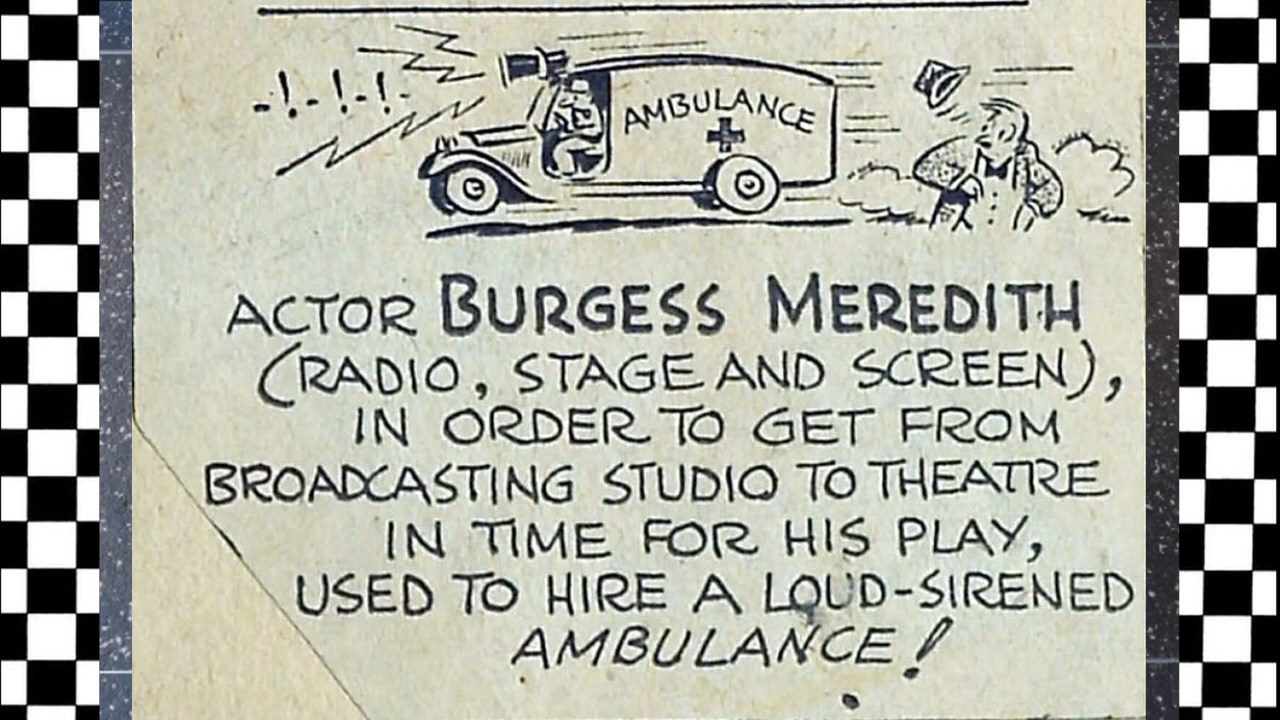 -!-!-!-
AMBULANCE
ACTOR BURGESS MEREDITH
(RADIO, STAGE AND SCREEN),
IN ORDER TO GET FROM
BROADCASTING STUDIO TO THEATRE
IN TIME FOR HIS PLAY,
USED TO HIRE A LOUD-SIRENED
AMBULANCE!